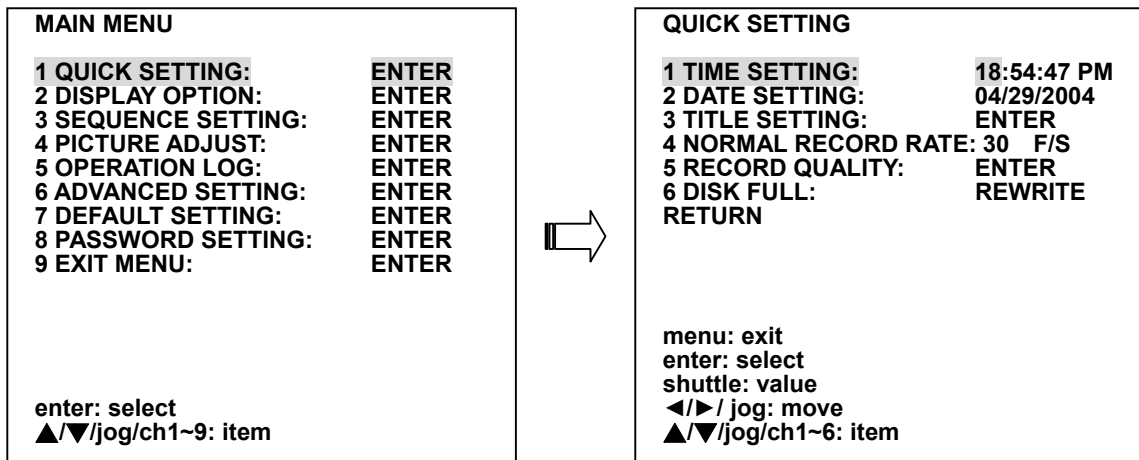 MAIN MENU
1 QUICK SETTING: ENTER
2 DISPLAY OPTION: ENTER
3 SEQUENCE SETTING: ENTER
4 PICTURE ADJUST: ENTER
5 OPERATION LOG: ENTER
6 ADVANCED SETTING: ENTER
7 DEFAULT SETTING: ENTER
8 PASSWORD SETTING: ENTER
9 EXIT MENU: ENTER
enter: select
▲/▼/jog/ch1~9: item
QUICK SETTING
1 TIME SETTING: 18:54:47 PM
2 DATE SETTING: 04/29/2004
3 TITLE SETTING: ENTER
4 NORMAL RECORD RATE: 30 F/S
5 RECORD QUALITY: ENTER
6 DISK FULL: REWRITE
RETURN
menu: exit
enter: select
shuttle: value
◄/►/ jog: move
▲/▼/jog/ch1~6: item